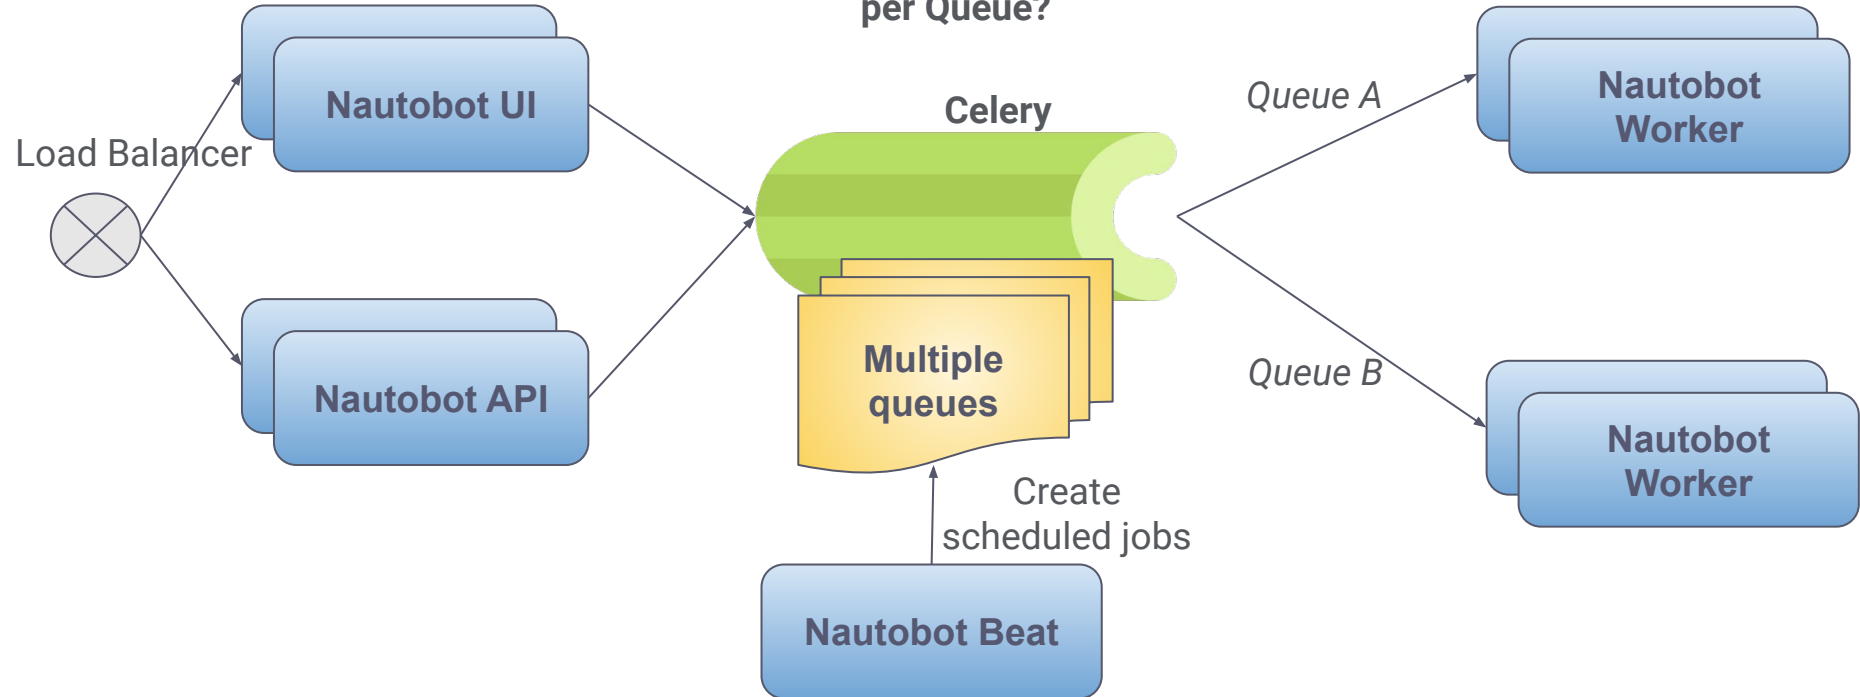 per Queue?
Nautobot UI
Celery
Queue A
Nautobot
Worker
Load Balancer
Nautobot API
Multiple
queues
Queue B
Nautobot
Worker
Create
scheduled jobs
Nautobot Beat